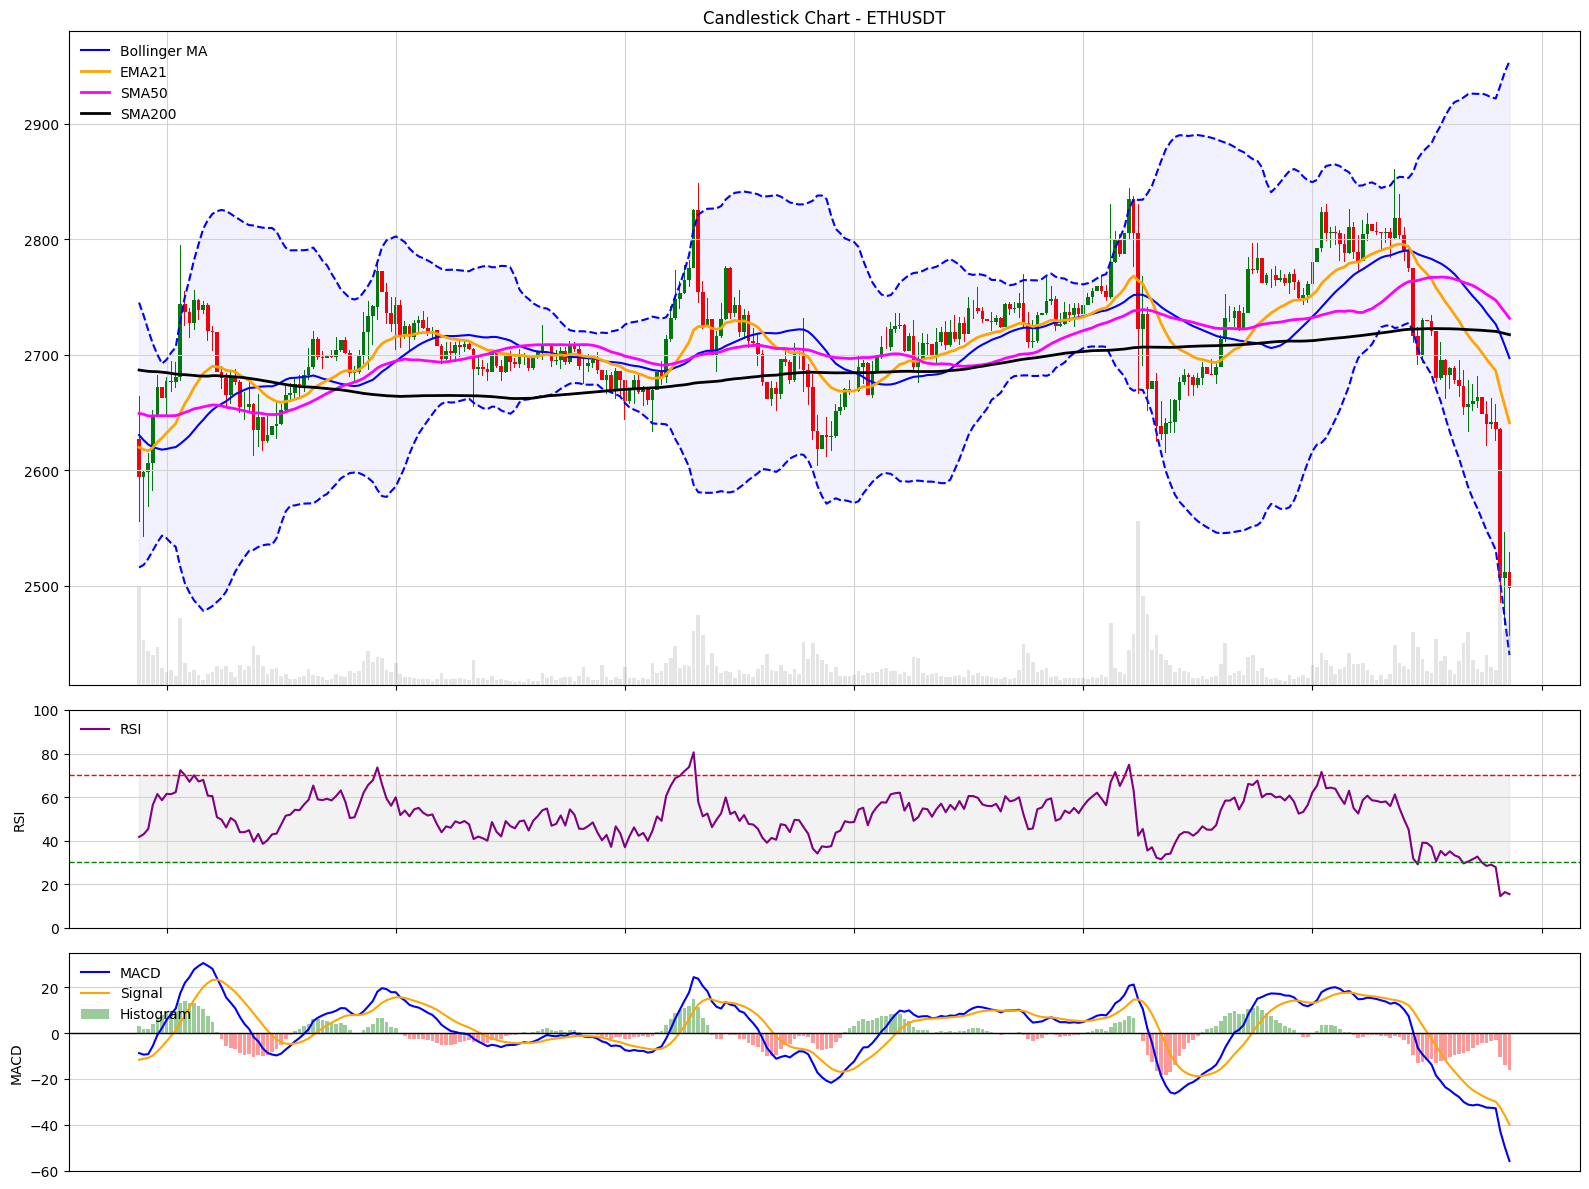 Candlestick Chart - ETHUSDT
Bollinger MA
EMA21
SMA50
SMA200
2900
2800
2700
2600
2500
RSI
100
80
60
40
20
0
RSI
MACD
Signal
Histogram
20
0
−20
−40
−60
MACD